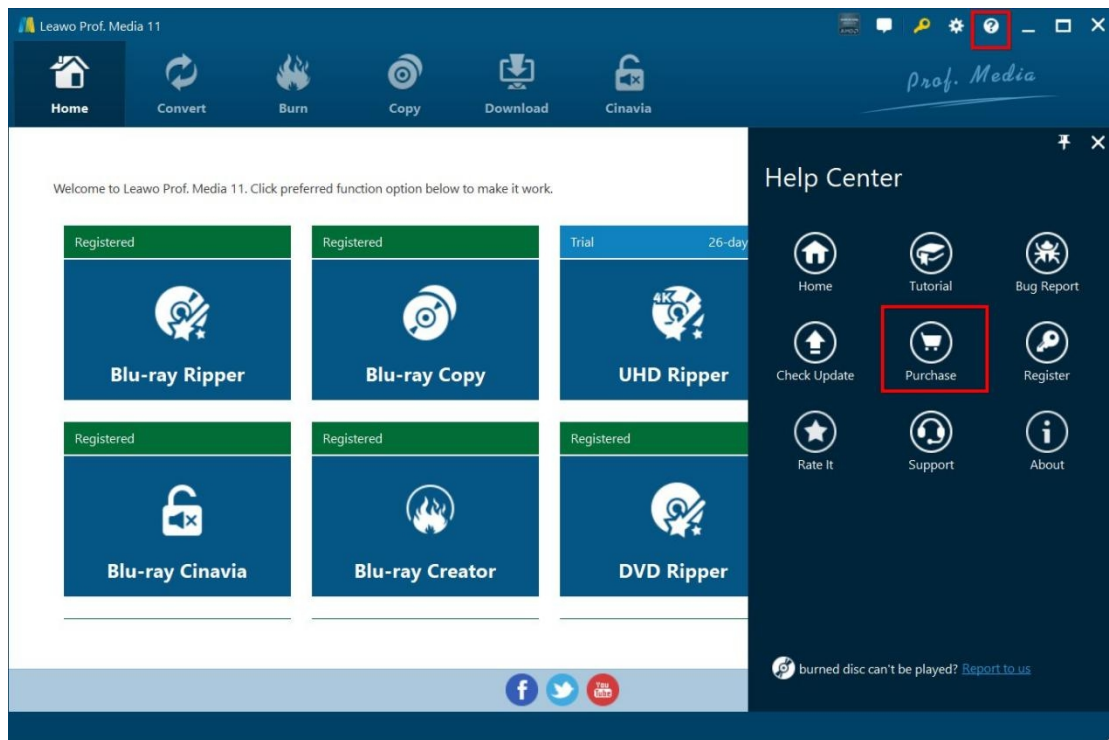 Leawo Prof. Media 11
Home
Convert
Burn
Copy
Download
Cinavia
Prof. Media
Welcome to Leawo Prof. Media 11. Click preferred function option below to make it work.
Registered
Blu-ray Ripper
Registered
Blu-ray Copy
Trial 26-day
4K
UHD Ripper
Registered
Blu-ray Cinavia
Registered
Blu-ray Creator
Registered
DVD Ripper
Help Center
Home
Tutorial
Bug Report
Check Update
Purchase
Register
Rate It
Support
About
burned disc can't be played? Report to us
You
Tube